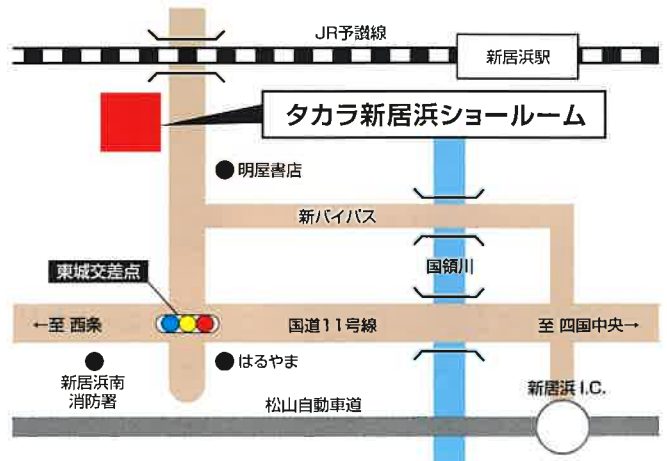 JR予讃線
新居浜駅
タカラ新居浜ショールーム
明屋書店
新バイパス
国領川
東城交差点
←至 西条
国道11号線
至 四国中央→
はるやま
新居浜南
消防署
新居浜 I.C.
松山自動車道